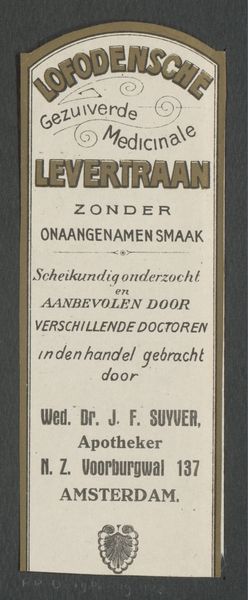 LOFODENSCHE
Gezuiverde
Medicinale
LEVERTRAAN
ZONDER
ONAANGENAMEN SMAAK
Scheikundig onderzocht
en
AANBEVOLEN DOOR
VERSCHILLENDE DOCTOREN
in den handel gebracht
door
Wed. Dr. J. F. SUYVER,
Apotheker
N. Z. Voorburgwal 137
AMSTERDAM.